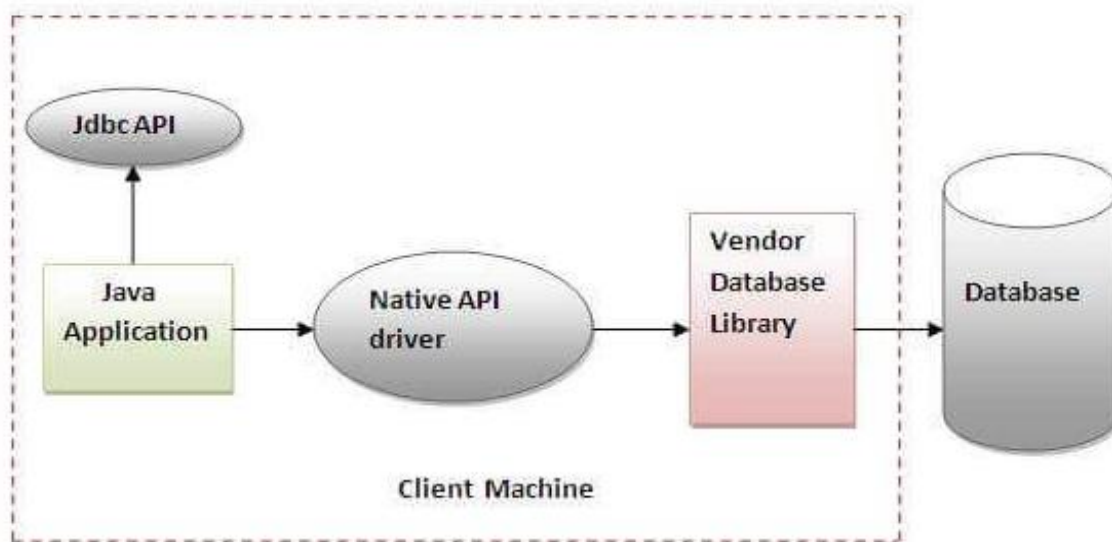 Jdbc API
Java
Application
Native API
driver
Vendor
Database
Library
Database
Client Machine